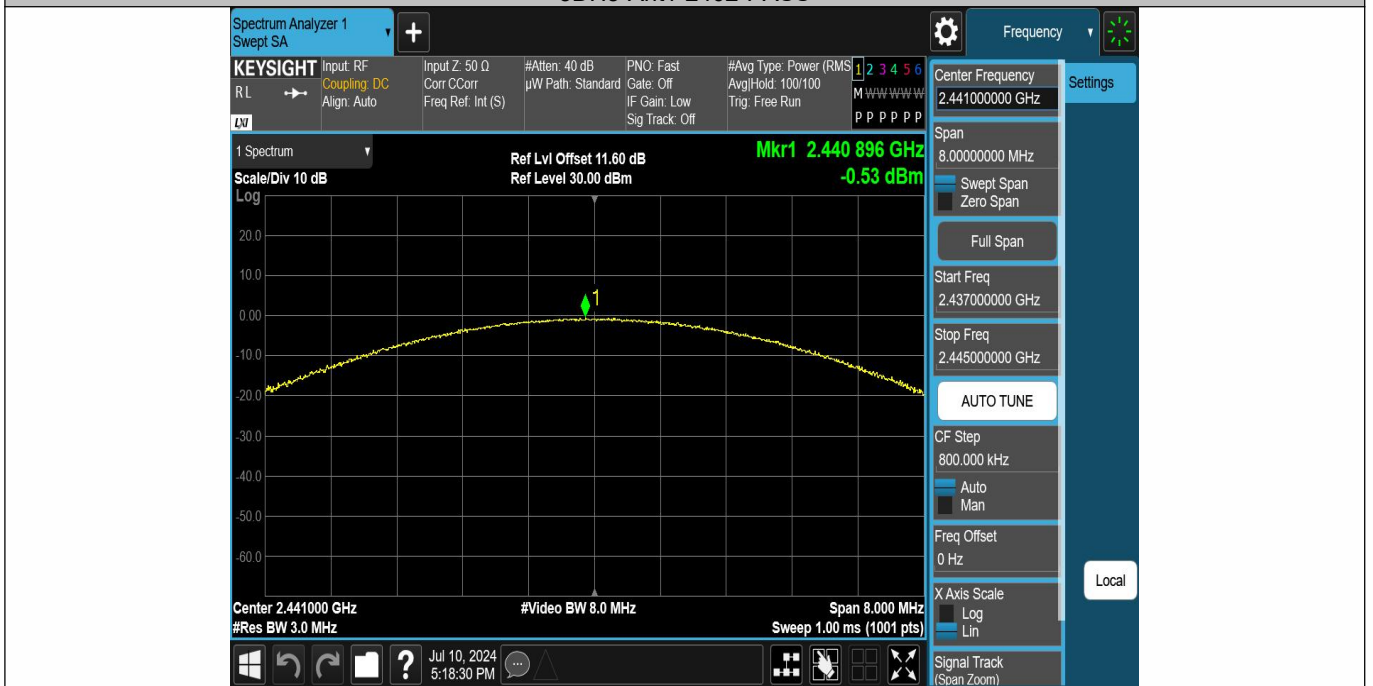 Spectrum Analyzer 1
Swept SA
Frequency
KEYSIGHT
RL
LXI
Input: RF
Coupling: DC
Align: Auto
Input Z: 50 Ω
Corr CCorr
Freq Ref: Int (S)
#Atten: 40 dB
µW Path: Standard
PNO: Fast
Gate: Off
IF Gain: Low
Sig Track: Off
#Avg Type: Power (RMS
Avg|Hold: 100/100
Trig: Free Run
1 2 3 4 5 6
M W W W W W
P P P P P P
1 Spectrum
Scale/Div 10 dB
Ref Lvl Offset 11.60 dB
Ref Level 30.00 dBm
Mkr1 2.440 896 GHz
-0.53 dBm
Log
20.0
10.0
0.00
-10.0
-20.0
-30.0
-40.0
-50.0
-60.0
1
Center 2.441000 GHz
#Res BW 3.0 MHz
#Video BW 8.0 MHz
Span 8.000 MHz
Sweep 1.00 ms (1001 pts)
Center Frequency
2.441000000 GHz
Settings
Span
8.00000000 MHz
Swept Span
Zero Span
Full Span
Start Freq
2.437000000 GHz
Stop Freq
2.445000000 GHz
AUTO TUNE
CF Step
800.000 kHz
Auto
Man
Freq Offset
0 Hz
X Axis Scale
Log
Lin
Local
Signal Track
(Span Zoom)
?
Jul 10, 2024
5:18:30 PM